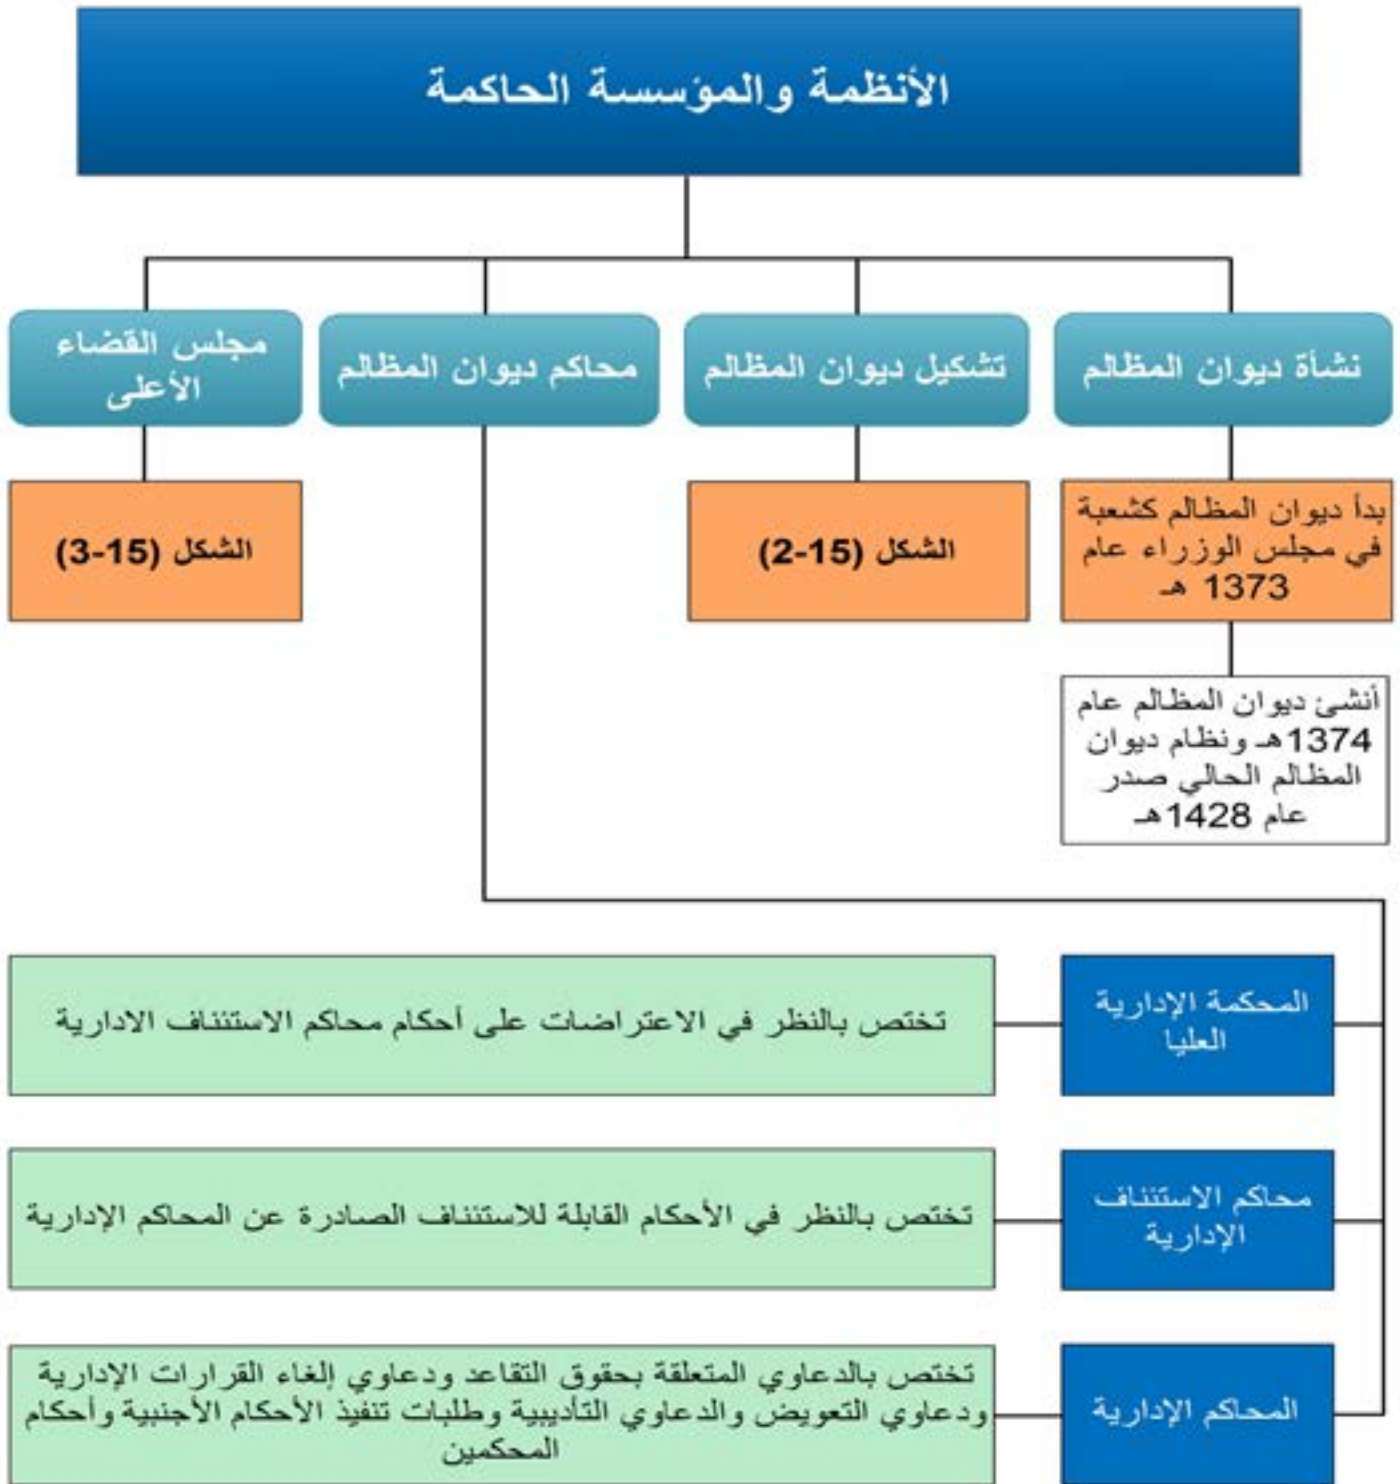 الأنظمة والمؤسسة الحاكمة
نشأة ديوان المظالم
تشكيل ديوان المظالم
محاكم ديوان المظالم
مجلس القضاء
الأعلى
بدأ ديوان المظالم كشعبة
في مجلس الوزراء عام
1373 هـ
أنشئ ديوان المظالم عام
1374هـ ونظام ديوان
المظالم الحالي صدر
عام 1428هـ
الشكل (15-2)
الشكل (15-3)
المحكمة الإدارية
العليا
تختص بالنظر في الاعتراضات على أحكام محاكم الاستئناف الادارية
محاكم الاستئناف
الإدارية
تختص بالنظر في الأحكام القابلة للاستئناف الصادرة عن المحاكم الإدارية
المحاكم الإدارية
تختص بالدعاوي المتعلقة بحقوق التقاعد ودعاوي إلغاء القرارات الإدارية
ودعاوي التعويض والدعاوي التأديبية وطلبات تنفيذ الأحكام الأجنبية وأحكام
المحكمين